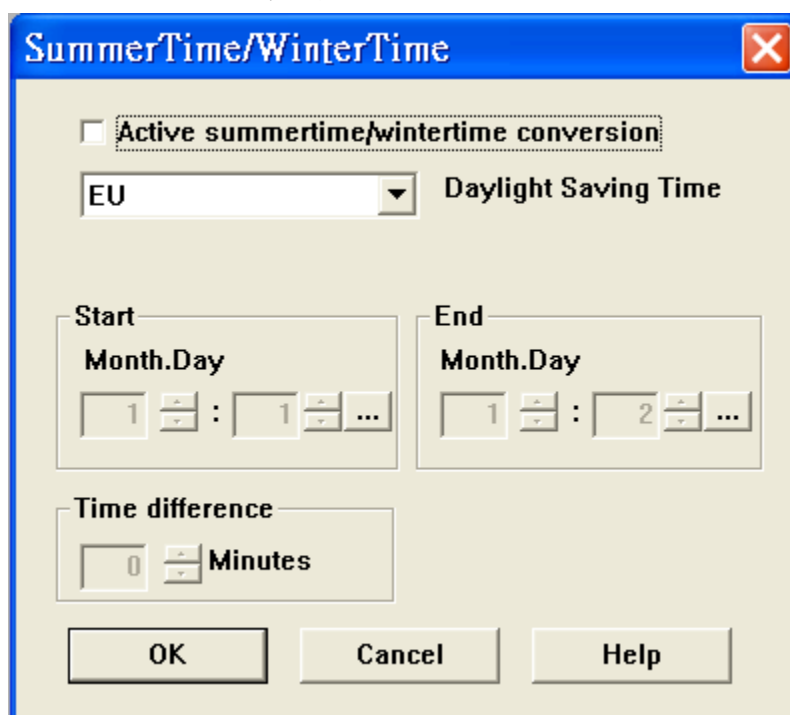 SummerTime/WinterTime
Active summertime/wintertime conversion
EU
Daylight Saving Time
Start
Month.Day
1 : 1 ...
End
Month.Day
1 : 2 ...
Time difference
0 Minutes
OK
Cancel
Help